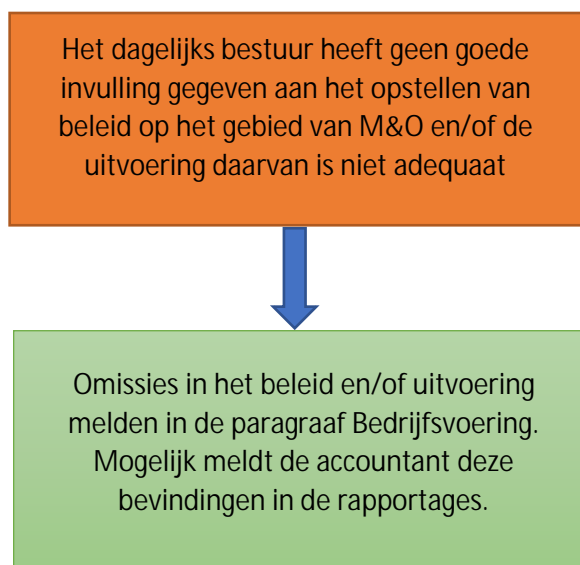 Het dagelijks bestuur heeft geen goede
invulling gegeven aan het opstellen van
beleid op het gebied van M&O en/of de
uitvoering daarvan is niet adequaat
Omissies in het beleid en/of uitvoering
melden in de paragraaf Bedrijfsvoering.
Mogelijk meldt de accountant deze
bevindingen in de rapportages.